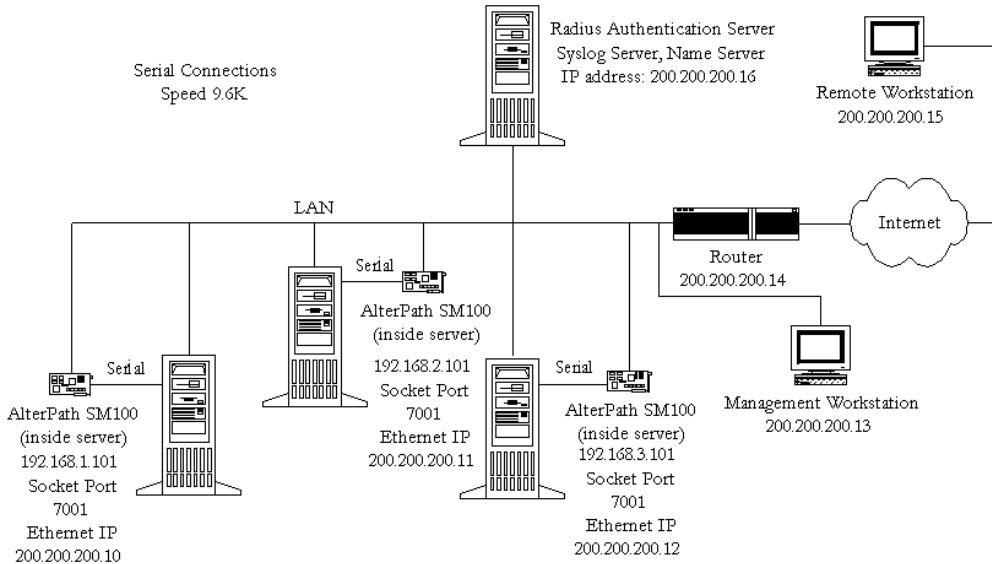 Radius Authentication Server
Syslog Server, Name Server
IP address: 200.200.200.16
Serial Connections
Speed 9.6K.
Remote Workstation
200.200.200.15
LAN
Internet
Router
200.200.200.14
Serial
AlterPath SM100
(inside server)
192.168.2.101
Socket Port
7001
Ethernet IP
200.200.200.11
Serial
AlterPath SM100
(inside server)
192.168.1.101
Socket Port
7001
Ethernet IP
200.200.200.10
Serial
AlterPath SM100
(inside server)
192.168.3.101
Socket Port
7001
Ethernet IP
200.200.200.12
Management Workstation
200.200.200.13